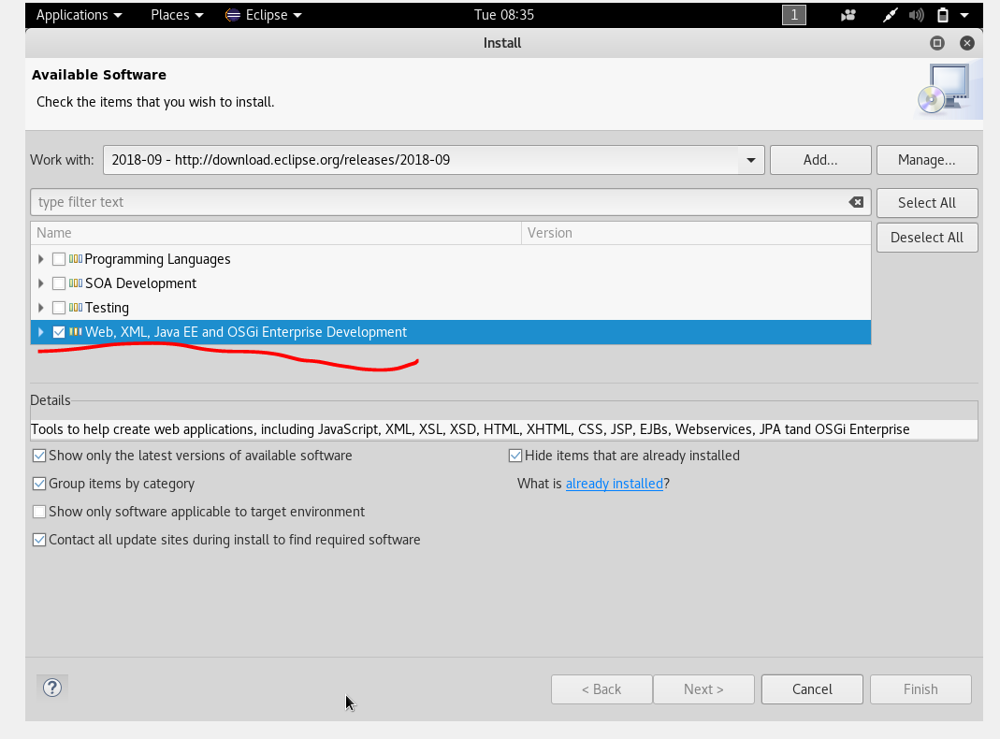 Applications Places Eclipse Tue 08:35 1
Install
Available Software
Check the items that you wish to install.
Work with: 2018-09 - http://download.eclipse.org/releases/2018-09 Add... Manage...
type filter text Select All
Name Version Deselect All
Programming Languages
SOA Development
Testing
Web, XML, Java EE and OSGi Enterprise Development
Details
Tools to help create web applications, including JavaScript, XML, XSL, XSD, HTML, XHTML, CSS, JSP, EJBs, Webservices, JPA tand OSGi Enterprise
Show only the latest versions of available software Hide items that are already installed
Group items by category What is already installed?
Show only software applicable to target environment
Contact all update sites during install to find required software
? < Back Next > Cancel Finish